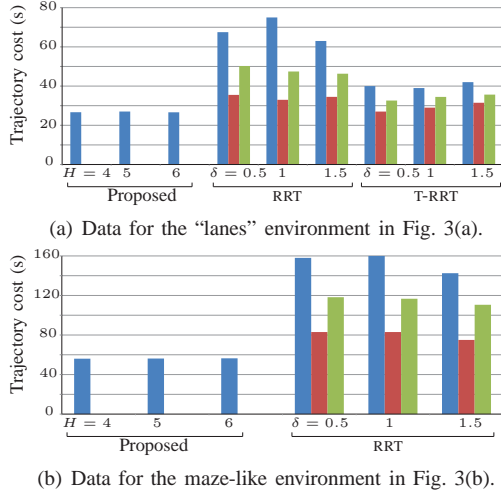 80
60
40
20
0
Trajectory cost (s)
H = 4 5 6 δ = 0.5 1 1.5 δ = 0.5 1 1.5
Proposed RRT T-RRT
(a) Data for the “lanes” environment in Fig. 3(a).
160
120
80
40
0
Trajectory cost (s)
H = 4 5 6 δ = 0.5 1 1.5
Proposed RRT
(b) Data for the maze-like environment in Fig. 3(b).